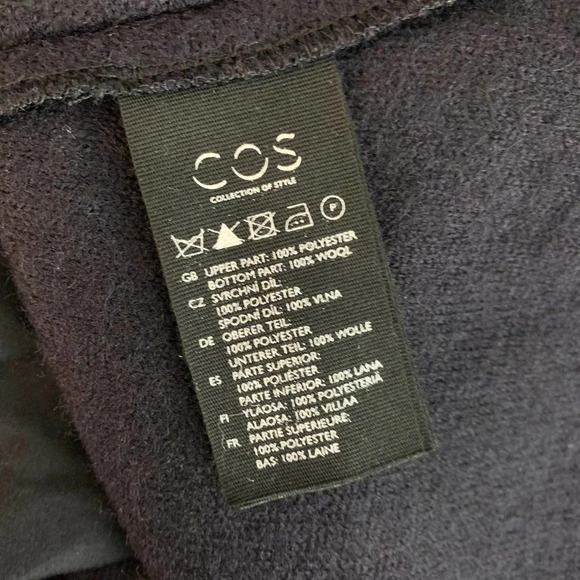 COS
COLLECTION OF STYLE
P
GB UPPER PART: 100% POLYESTER
BOTTOM PART: 100% WOOL
CZ SVRCHNÍ DÍL:
100% POLYESTER
SPODNÍ DÍL: 100% VLNA
DE OBERER TEIL:
100% POLYESTER
UNTERER TEIL: 100% WOLLE
ES PARTE SUPERIOR:
100% POLIÉSTER
PARTE INFERIOR: 100% LANA
FI YLÄOSA: 100% POLYESTERIÄ
ALAOSA: 100% VILLAA
FR PARTIE SUPERIEURE:
100% POLYESTER
BAS: 100% LAINE